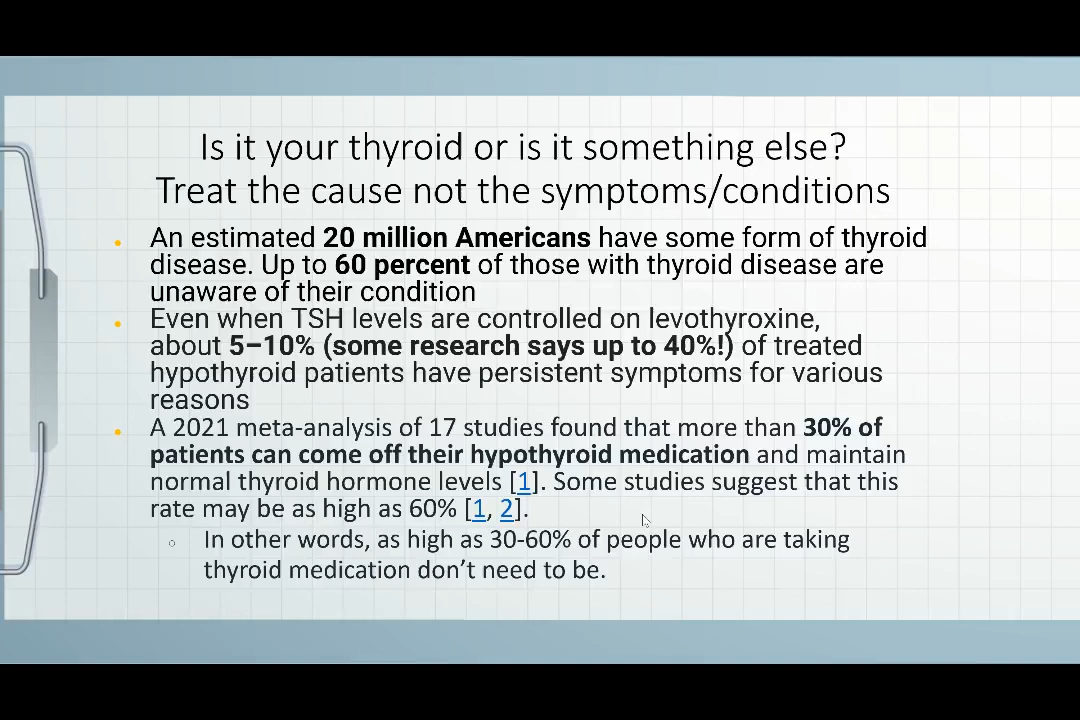 Is it your thyroid or is it something else?
Treat the cause not the symptoms/conditions
• An estimated 20 million Americans have some form of thyroid
disease. Up to 60 percent of those with thyroid disease are
unaware of their condition
• Even when TSH levels are controlled on levothyroxine,
about 5–10% (some research says up to 40%!) of treated
hypothyroid patients have persistent symptoms for various
reasons
• A 2021 meta-analysis of 17 studies found that more than 30% of
patients can come off their hypothyroid medication and maintain
normal thyroid hormone levels [1]. Some studies suggest that this
rate may be as high as 60% [1, 2].
○ In other words, as high as 30-60% of people who are taking
thyroid medication don’t need to be.